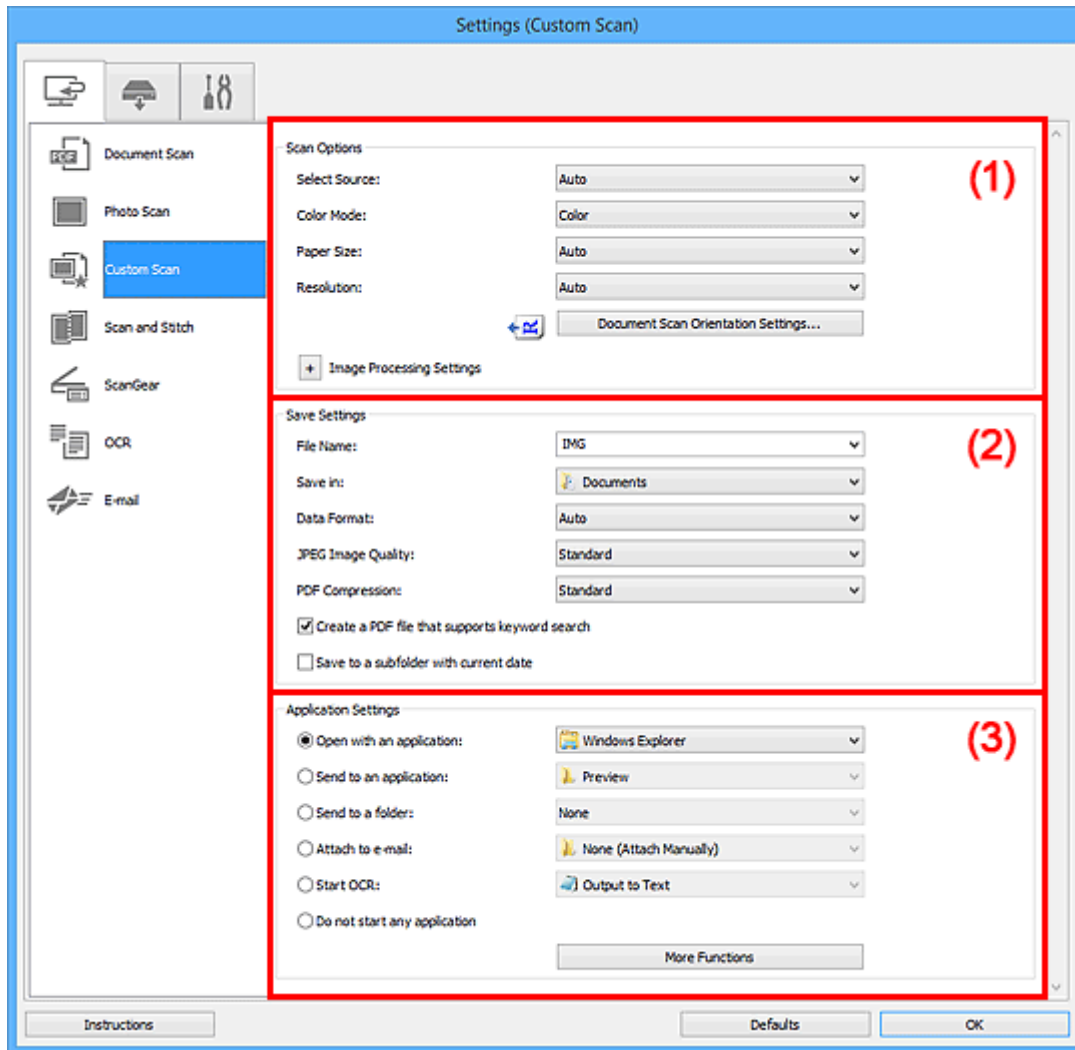 Settings (Custom Scan)
Document Scan
Photo Scan
Custom Scan
Scan and Stitch
ScanGear
OCR
E-mail
(1)
Scan Options
Select Source: Auto
Color Mode: Color
Paper Size: Auto
Resolution: Auto
Document Scan Orientation Settings...
+ Image Processing Settings
(2)
Save Settings
File Name: IMG
Save in: Documents
Data Format: Auto
JPEG Image Quality: Standard
PDF Compression: Standard
Create a PDF file that supports keyword search
Save to a subfolder with current date
(3)
Application Settings
Open with an application: Windows Explorer
Send to an application: Preview
Send to a folder: None
Attach to e-mail: None (Attach Manually)
Start OCR: Output to Text
Do not start any application
More Functions
Instructions
Defaults
OK